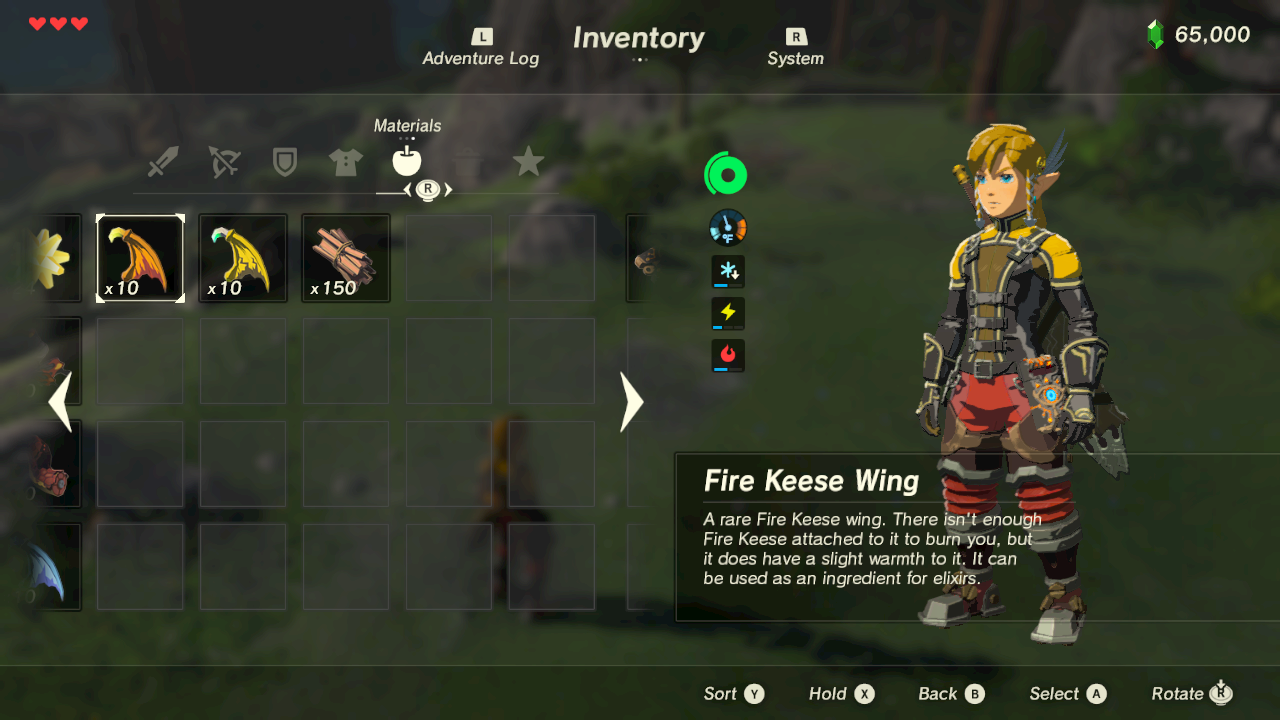 L
Adventure Log
Inventory
R
System
65,000
Materials
R
x10
x10
x150
°F
Fire Keese Wing
A rare Fire Keese wing. There isn't enough
Fire Keese attached to it to burn you, but
it does have a slight warmth to it. It can
be used as an ingredient for elixirs.
Sort Y
Hold X
Back B
Select A
Rotate R